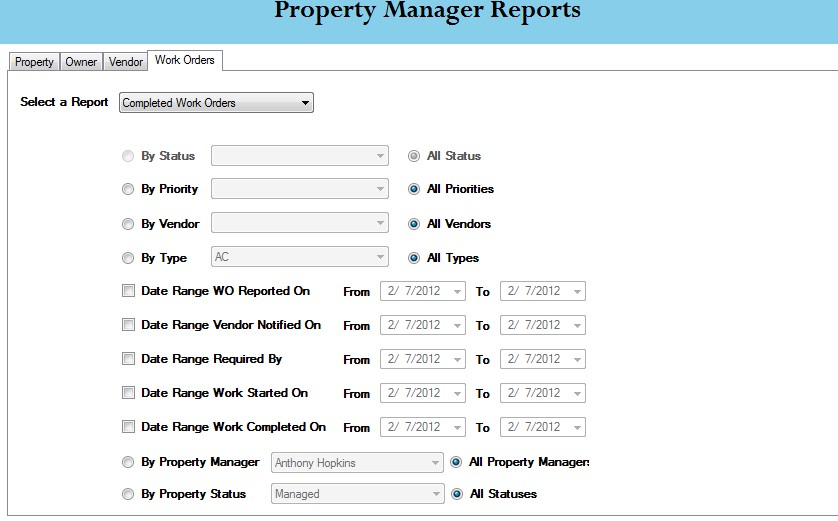 Property Manager Reports
Property Owner Vendor Work Orders
Select a Report Completed Work Orders
By Status All Status
By Priority All Priorities
By Vendor All Vendors
By Type AC All Types
Date Range WO Reported On From 2/ 7/2012 To 2/ 7/2012
Date Range Vendor Notified On From 2/ 7/2012 To 2/ 7/2012
Date Range Required By From 2/ 7/2012 To 2/ 7/2012
Date Range Work Started On From 2/ 7/2012 To 2/ 7/2012
Date Range Work Completed On From 2/ 7/2012 To 2/ 7/2012
By Property Manager Anthony Hopkins All Property Managers
By Property Status Managed All Statuses